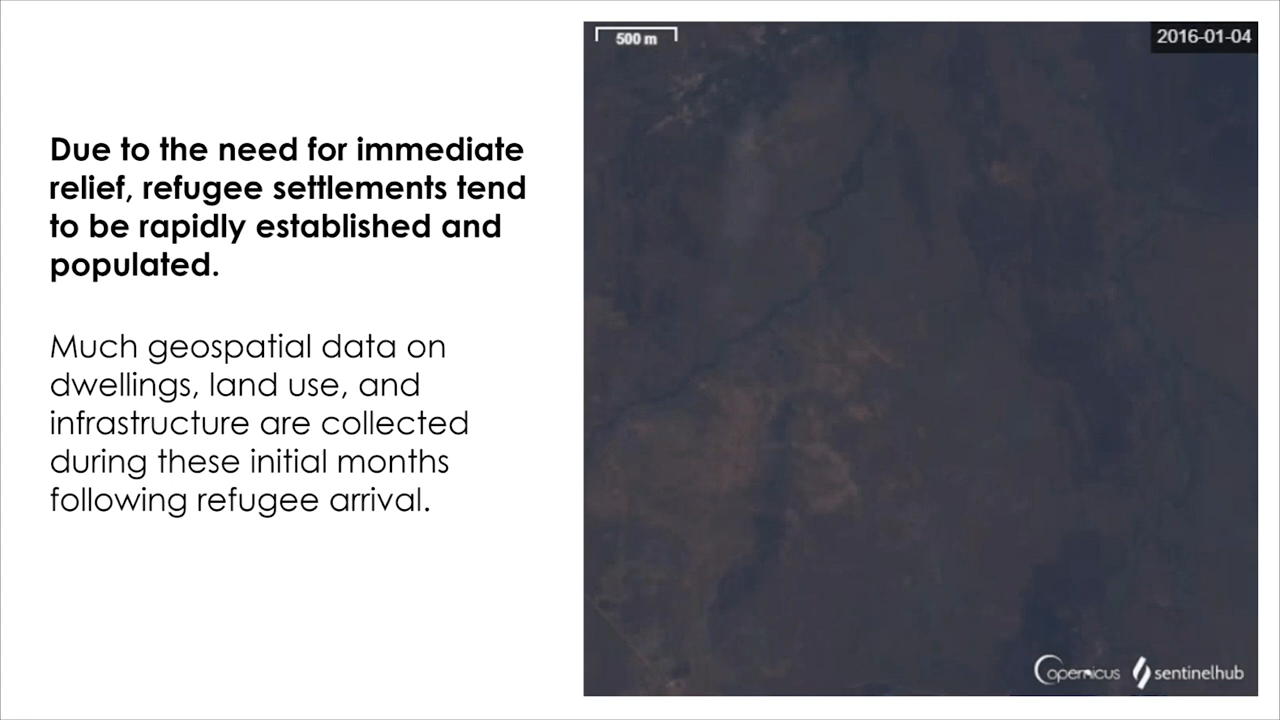 Due to the need for immediate
relief, refugee settlements tend
to be rapidly established and
populated.
Much geospatial data on
dwellings, land use, and
infrastructure are collected
during these initial months
following refugee arrival.
500 m
2016-01-04
Copernicus sentinelhub